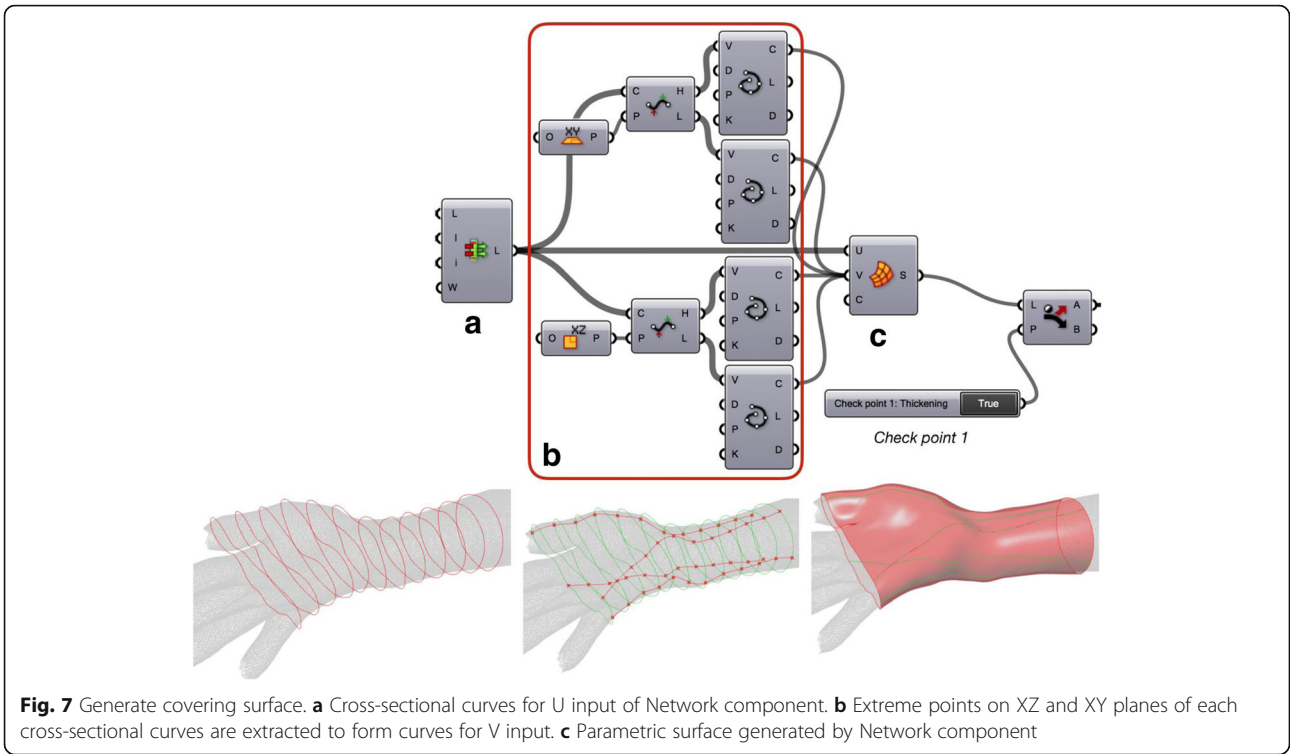 V C
D L
P
K D
C H
P L
XY
O P
V C
D L
P
K D
L
I L
i
W
a
U
V S
C
c
V C
D L
P
K D
C H
P L
XZ
O P
L A
P B
V C
D L
P
K D
b
Check point 1: Thickening True
Check point 1
Fig. 7 Generate covering surface. a Cross-sectional curves for U input of Network component. b Extreme points on XZ and XY planes of each
cross-sectional curves are extracted to form curves for V input. c Parametric surface generated by Network component